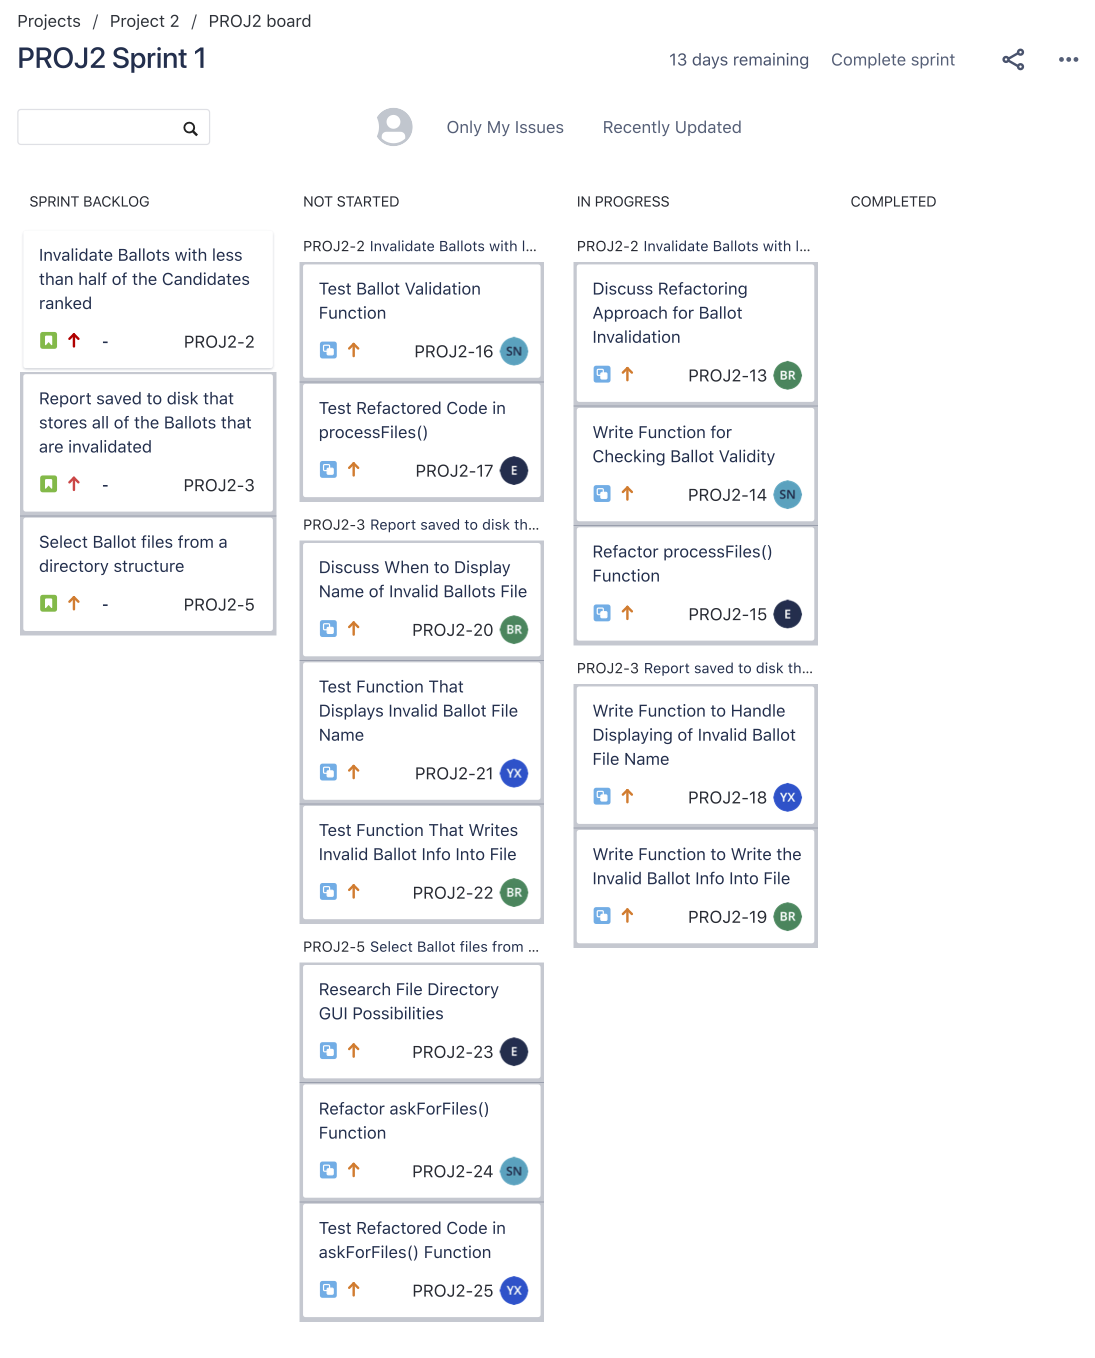 Projects / Project 2 / PROJ2 board
PROJ2 Sprint 1
13 days remaining
Complete sprint
Only My Issues
Recently Updated
SPRINT BACKLOG
Invalidate Ballots with less
than half of the Candidates
ranked
- PROJ2-2
Report saved to disk that
stores all of the Ballots that
are invalidated
- PROJ2-3
Select Ballot files from a
directory structure
- PROJ2-5
NOT STARTED
PROJ2-2 Invalidate Ballots with l...
Test Ballot Validation
Function
PROJ2-16 SN
Test Refactored Code in
processFiles()
PROJ2-17 E
PROJ2-3 Report saved to disk th...
Discuss When to Display
Name of Invalid Ballots File
PROJ2-20 BR
Test Function That
Displays Invalid Ballot File
Name
PROJ2-21 YX
Test Function That Writes
Invalid Ballot Info Into File
PROJ2-22 BR
PROJ2-5 Select Ballot files from ...
Research File Directory
GUI Possibilities
PROJ2-23 E
Refactor askForFiles()
Function
PROJ2-24 SN
Test Refactored Code in
askForFiles() Function
PROJ2-25 YX
IN PROGRESS
PROJ2-2 Invalidate Ballots with l...
Discuss Refactoring
Approach for Ballot
Invalidation
PROJ2-13 BR
Write Function for
Checking Ballot Validity
PROJ2-14 SN
Refactor processFiles()
Function
PROJ2-15 E
PROJ2-3 Report saved to disk th...
Write Function to Handle
Displaying of Invalid Ballot
File Name
PROJ2-18 YX
Write Function to Write the
Invalid Ballot Info Into File
PROJ2-19 BR
COMPLETED